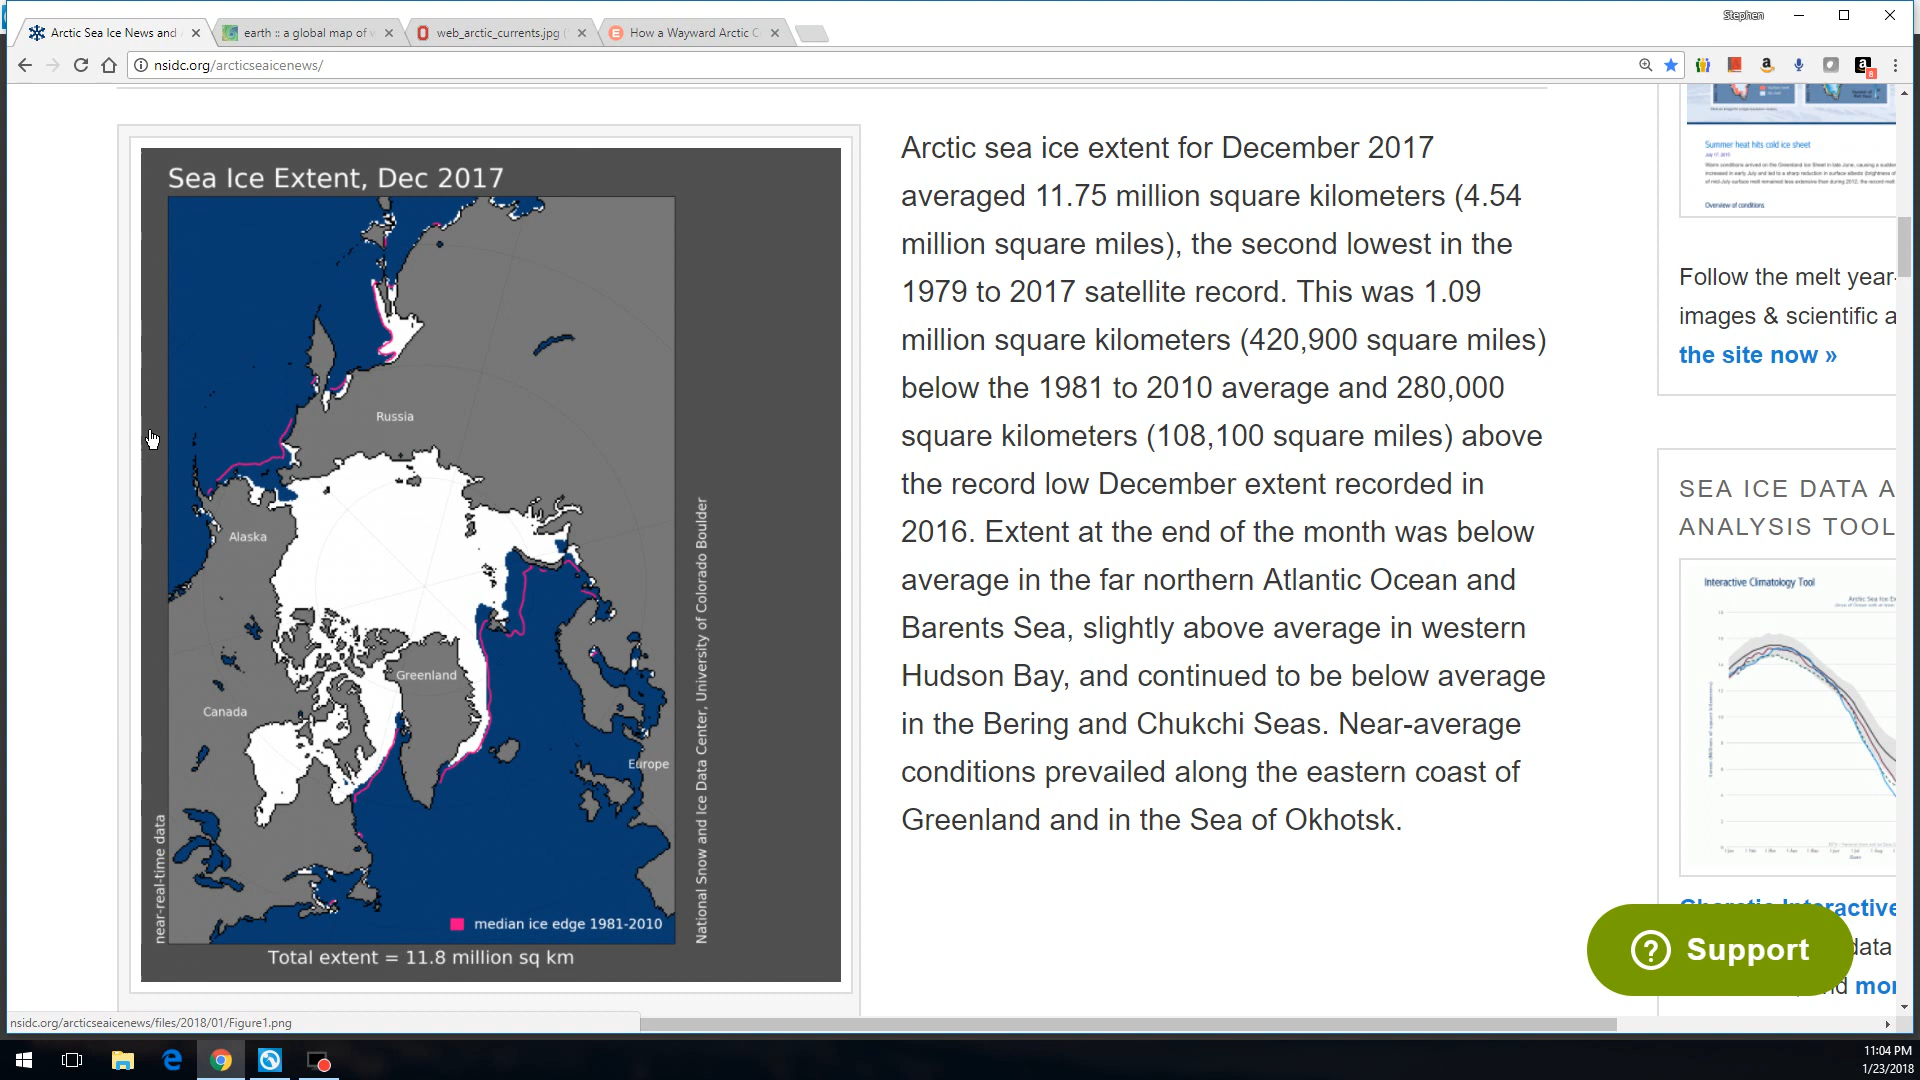 Stephen
Arctic Sea Ice News and
earth :: a global map of
web_arctic_currents.jpg
How a Wayward Arctic C
nsidc.org/arcticseaicenews/
8
Sea Ice Extent, Dec 2017
Russia
Alaska
Greenland
Canada
Europe
near-real-time data
National Snow and Ice Data Center, University of Colorado Boulder
median ice edge 1981-2010
Total extent = 11.8 million sq km
Arctic sea ice extent for December 2017
averaged 11.75 million square kilometers (4.54
million square miles), the second lowest in the
1979 to 2017 satellite record. This was 1.09
million square kilometers (420,900 square miles)
below the 1981 to 2010 average and 280,000
square kilometers (108,100 square miles) above
the record low December extent recorded in
2016. Extent at the end of the month was below
average in the far northern Atlantic Ocean and
Barents Sea, slightly above average in western
Hudson Bay, and continued to be below average
in the Bering and Chukchi Seas. Near-average
conditions prevailed along the eastern coast of
Greenland and in the Sea of Okhotsk.
Summer heat hits cold ice sheet
Overview of conditions
Follow the melt year-
images & scientific a
the site now »
SEA ICE DATA A
ANALYSIS TOOL
Interactive Climatology Tool
Support
nsidc.org/arcticseaicenews/files/2018/01/Figure1.png
11:04 PM
1/23/2018